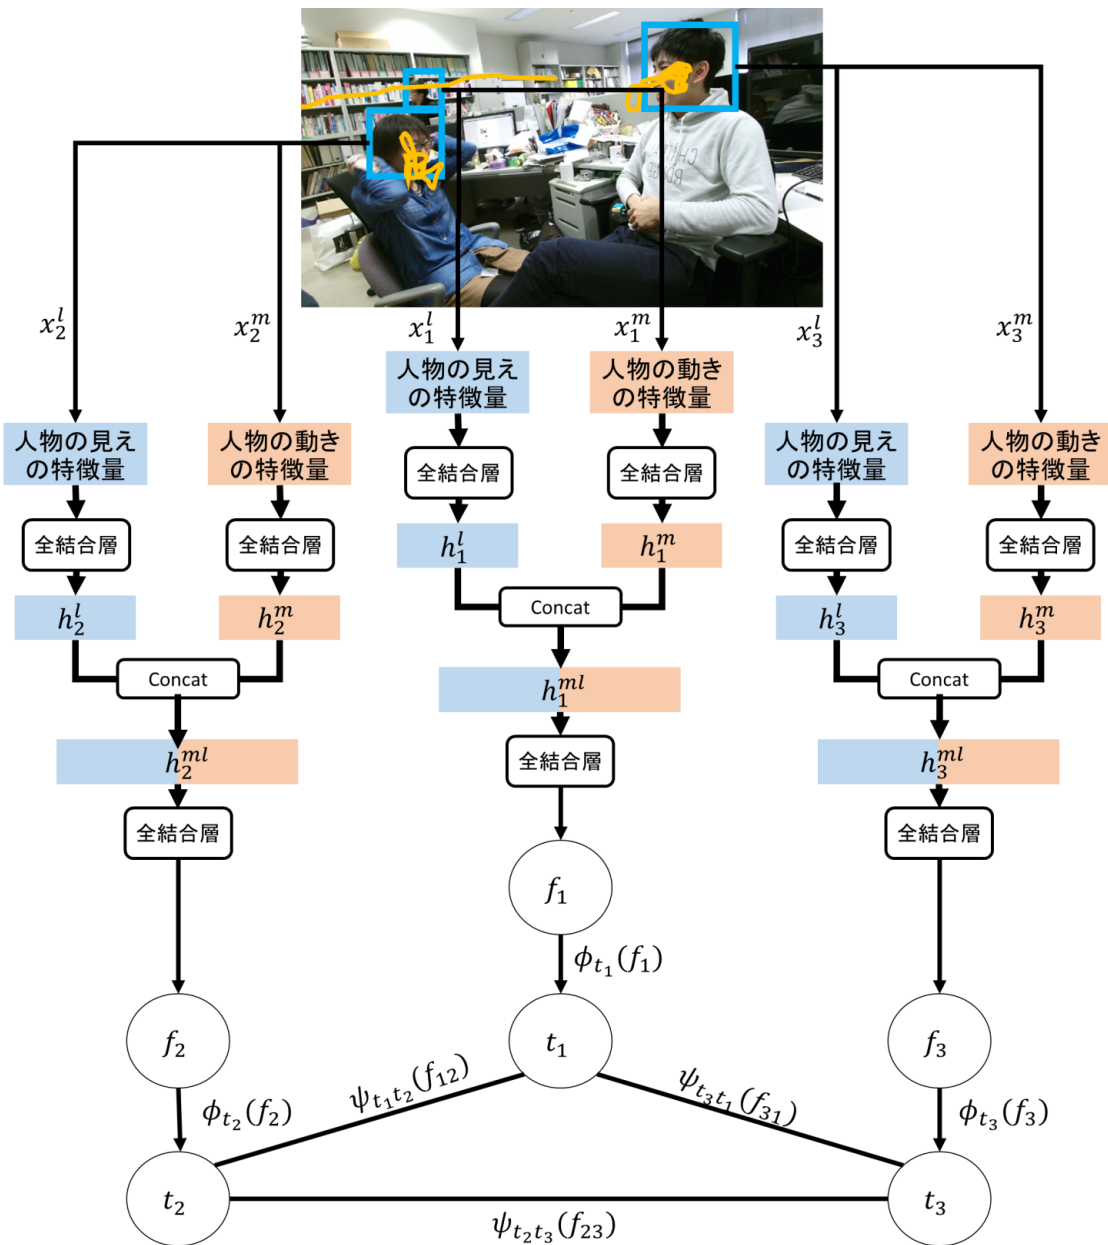 x_2^l
x_2^m
x_1^l
x_1^m
x_3^l
x_3^m
人物の見え
の特徴量
人物の動き
の特徴量
人物の見え
の特徴量
人物の動き
の特徴量
人物の見え
の特徴量
人物の動き
の特徴量
全結合層
全結合層
全結合層
全結合層
全結合層
全結合層
h_1^l
h_1^m
h_2^l
h_2^m
h_3^l
h_3^m
Concat
Concat
Concat
h_1^{ml}
h_2^{ml}
h_3^{ml}
全結合層
全結合層
全結合層
f_1
ϕ_{t_1}(f_1)
f_2
t_1
f_3
ψ_{t_1t_2}(f_{12})
ψ_{t_3t_1}(f_{31})
ϕ_{t_2}(f_2)
ϕ_{t_3}(f_3)
t_2
t_3
ψ_{t_2t_3}(f_{23})